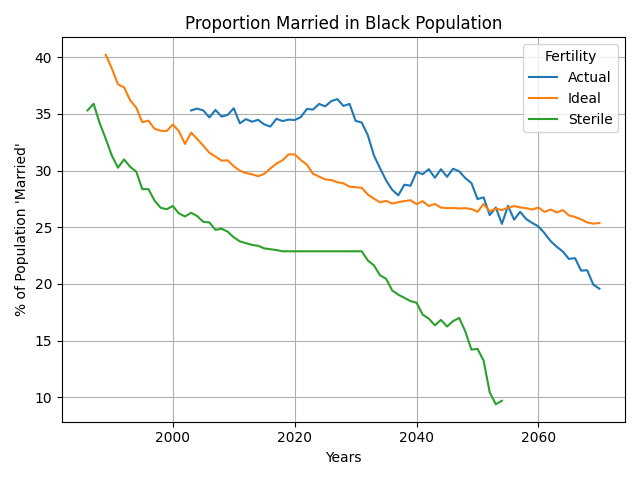 Proportion Married in Black Population
% of Population 'Married'
40
35
30
25
20
15
10
Fertility
Actual
Ideal
Sterile
2000
2020
2040
2060
Years